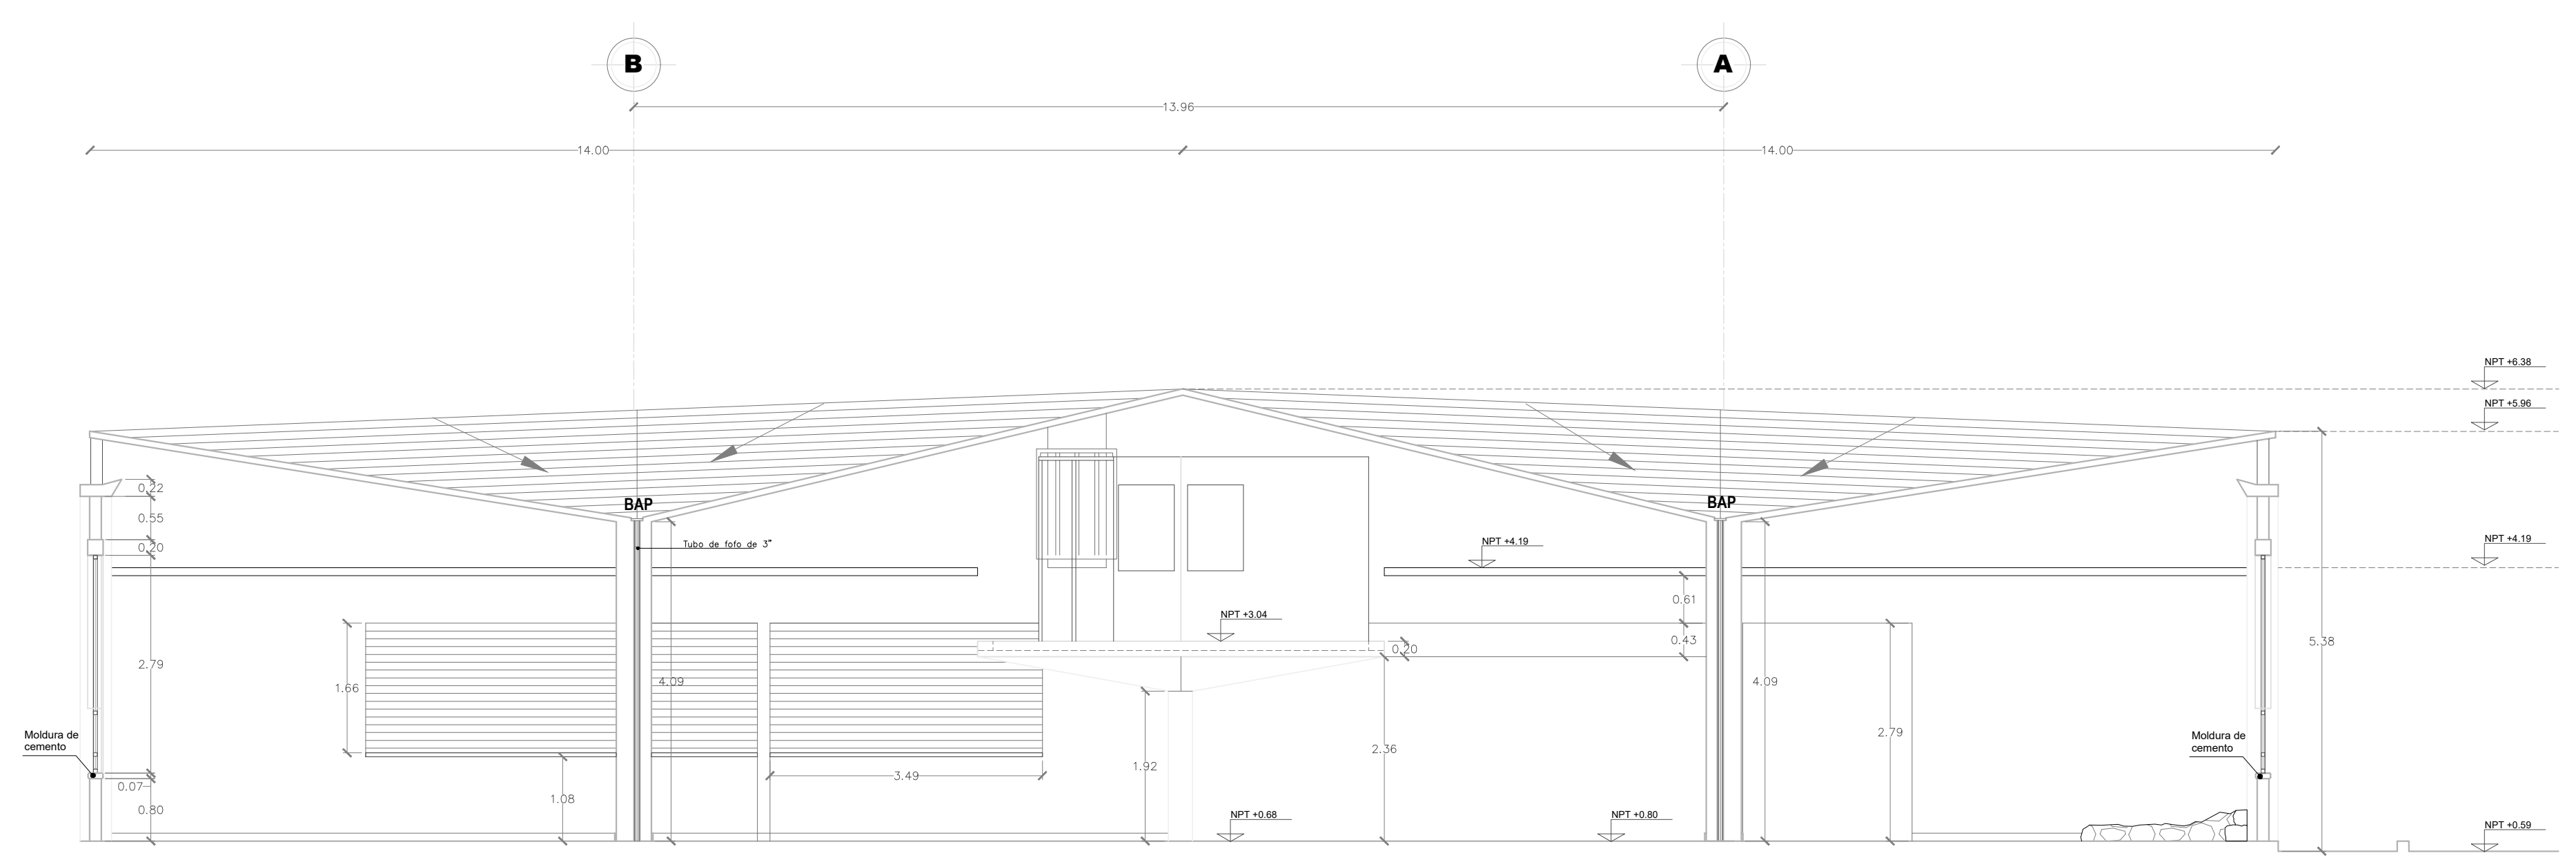 B
A
13.96
14.00
14.00
NPT +6.38
NPT +5.96
0.22
BAP
BAP
0.55
Tubo de fofo de 3"
0.20
NPT +4.19
NPT +4.19
0.61
NPT +3.04
0.43
0.20
5.38
2.79
1.66
4.09
4.09
2.79
Moldura de
cemento
Moldura de
cemento
2.36
1.92
3.49
0.07
1.08
0.80
NPT +0.68
NPT +0.80
NPT +0.59